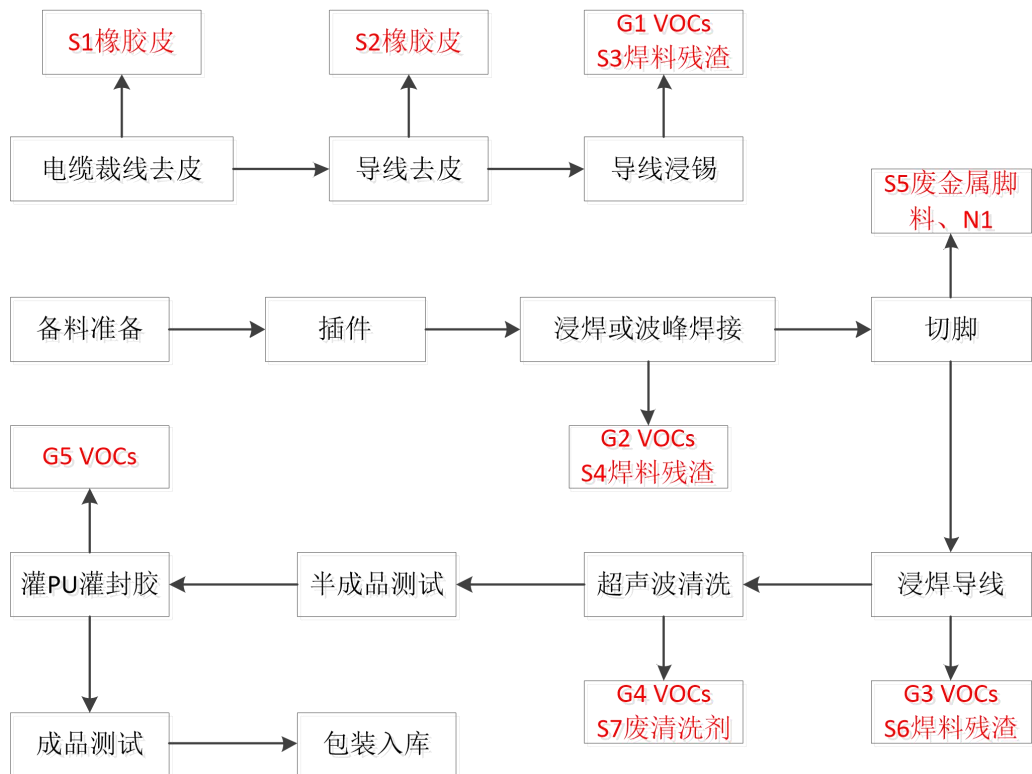 S1橡胶皮
S2橡胶皮
G1 VOCs
S3焊料残渣
电缆裁线去皮
导线去皮
导线浸锡
S5废金属脚
料、N1
备料准备
插件
浸焊或波峰焊接
切脚
G2 VOCs
S4焊料残渣
G5 VOCs
灌PU灌封胶
半成品测试
超声波清洗
浸焊导线
G4 VOCs
S7废清洗剂
G3 VOCs
S6焊料残渣
成品测试
包装入库